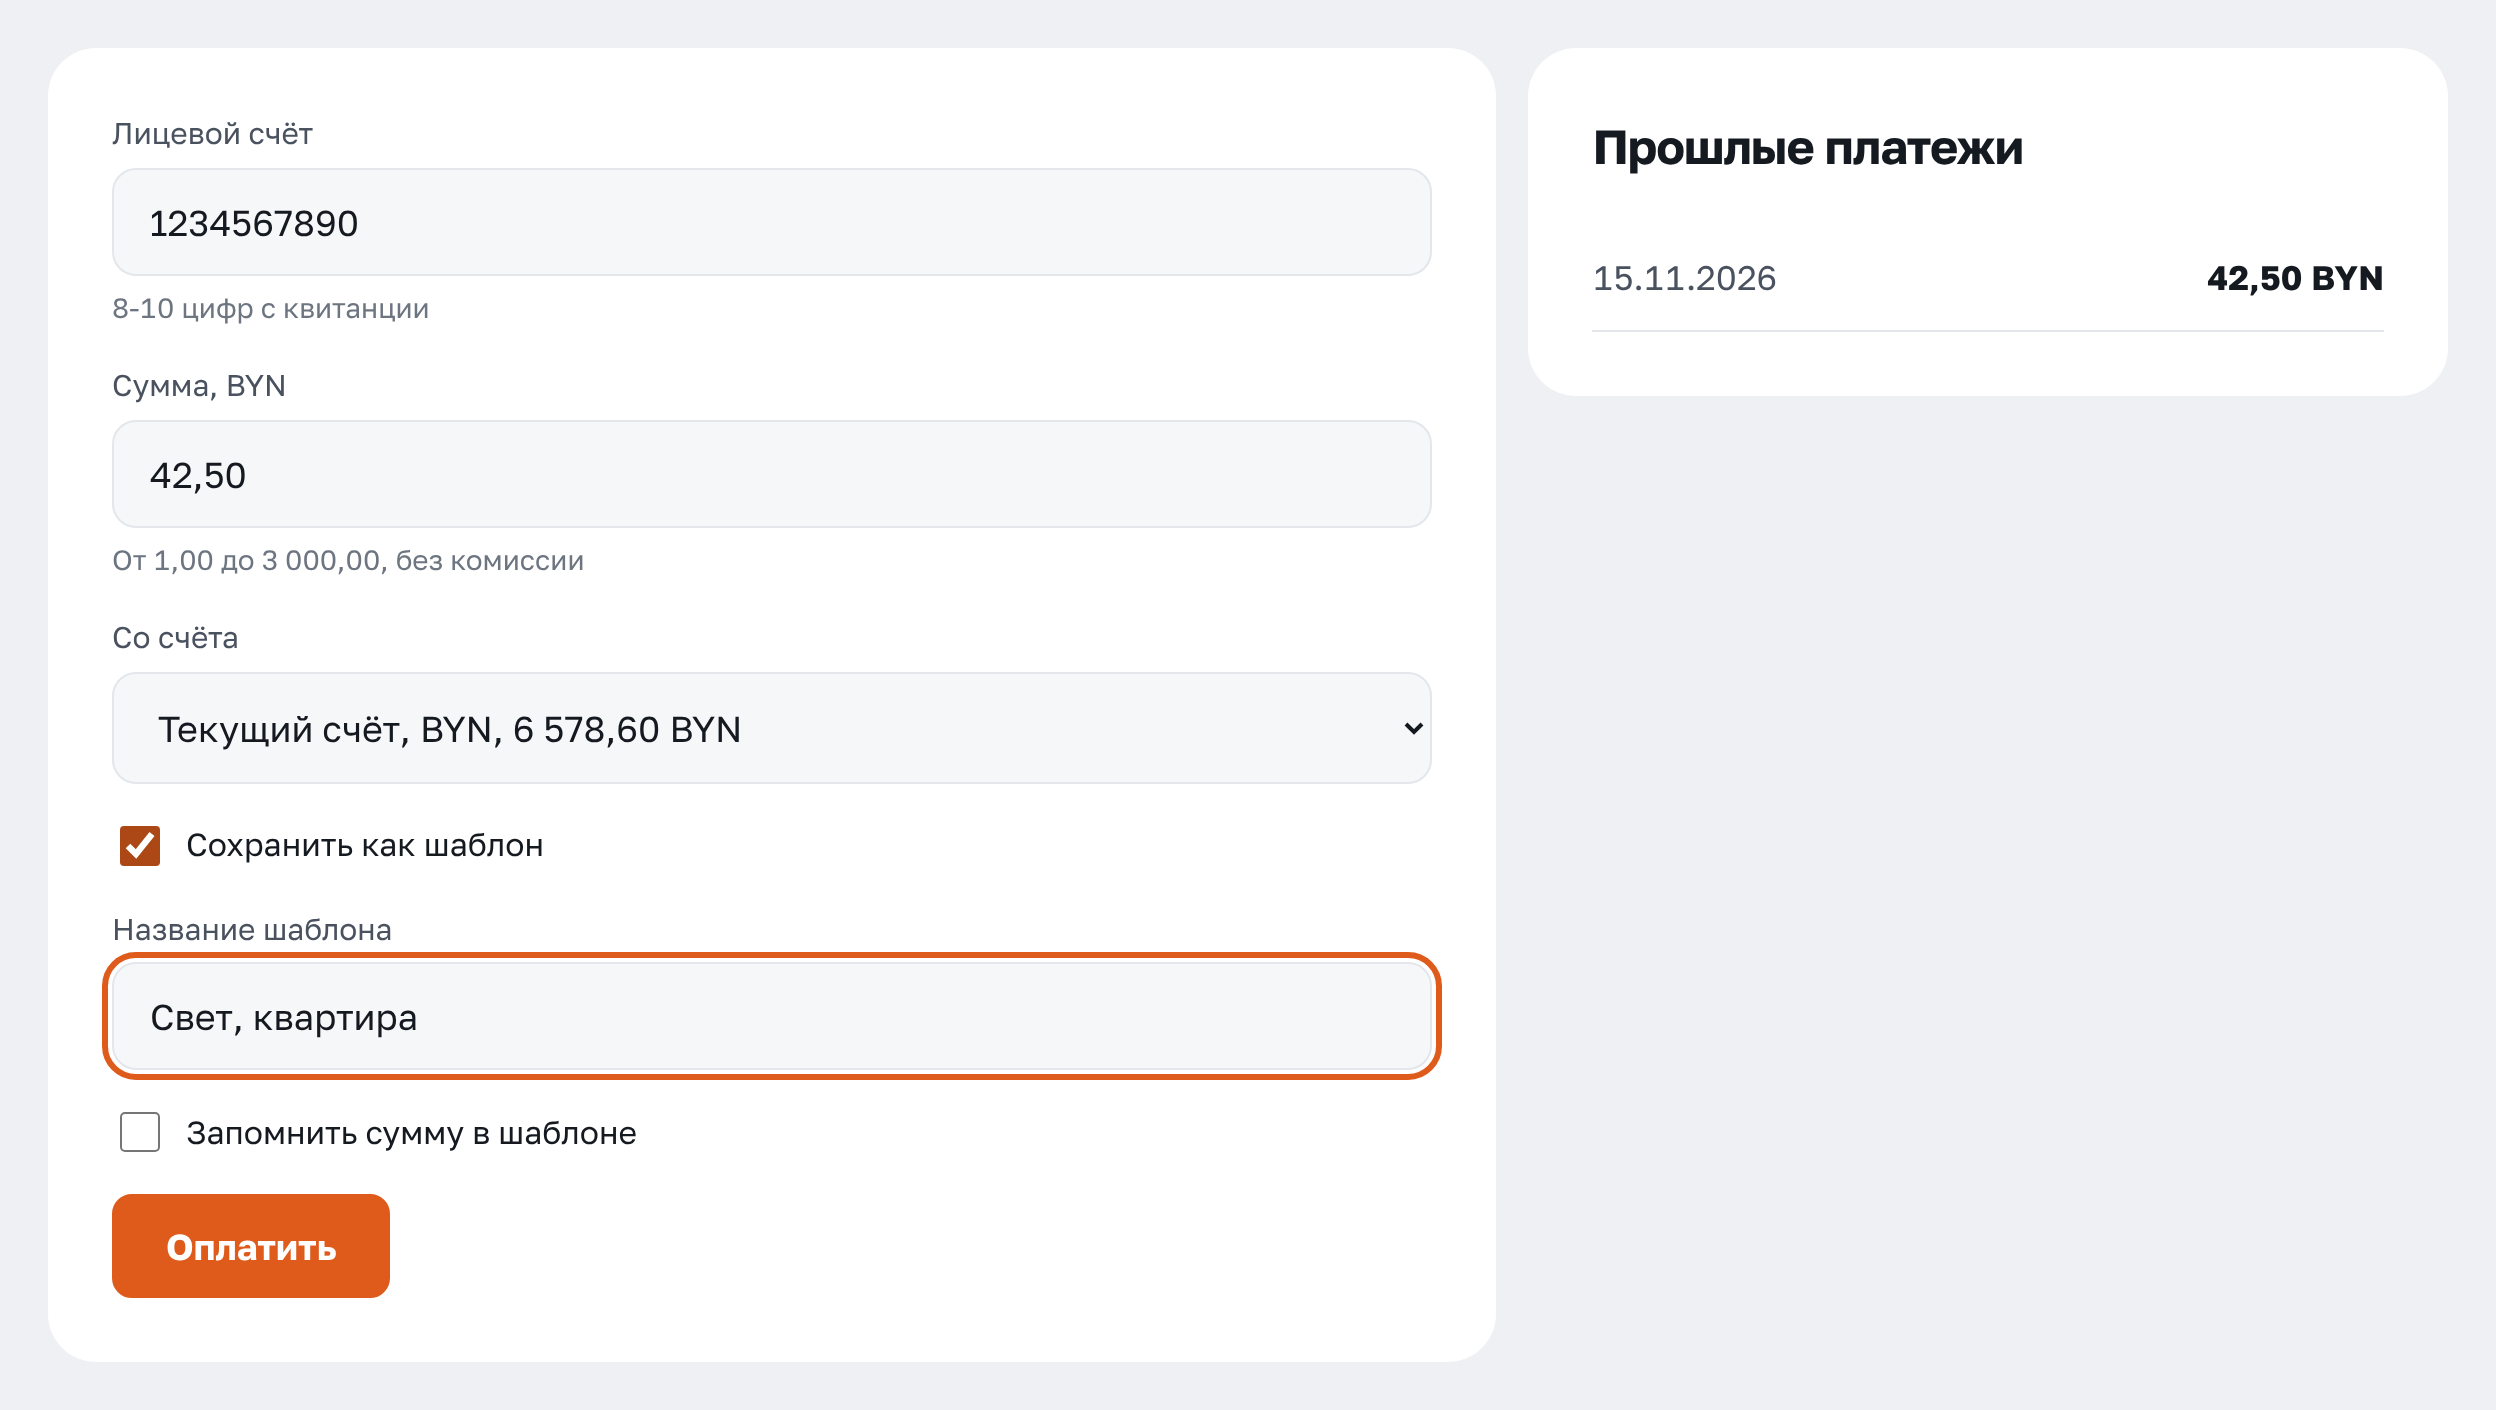 Лицевой счёт
1234567890
8-10 цифр с квитанции
Сумма, BYN
42,50
От 1,00 до 3 000,00, без комиссии
Со счёта
Текущий счёт, BYN, 6 578,60 BYN
Сохранить как шаблон
Название шаблона
Свет, квартира
Запомнить сумму в шаблоне
Оплатить
Прошлые платежи
15.11.2026 42,50 BYN